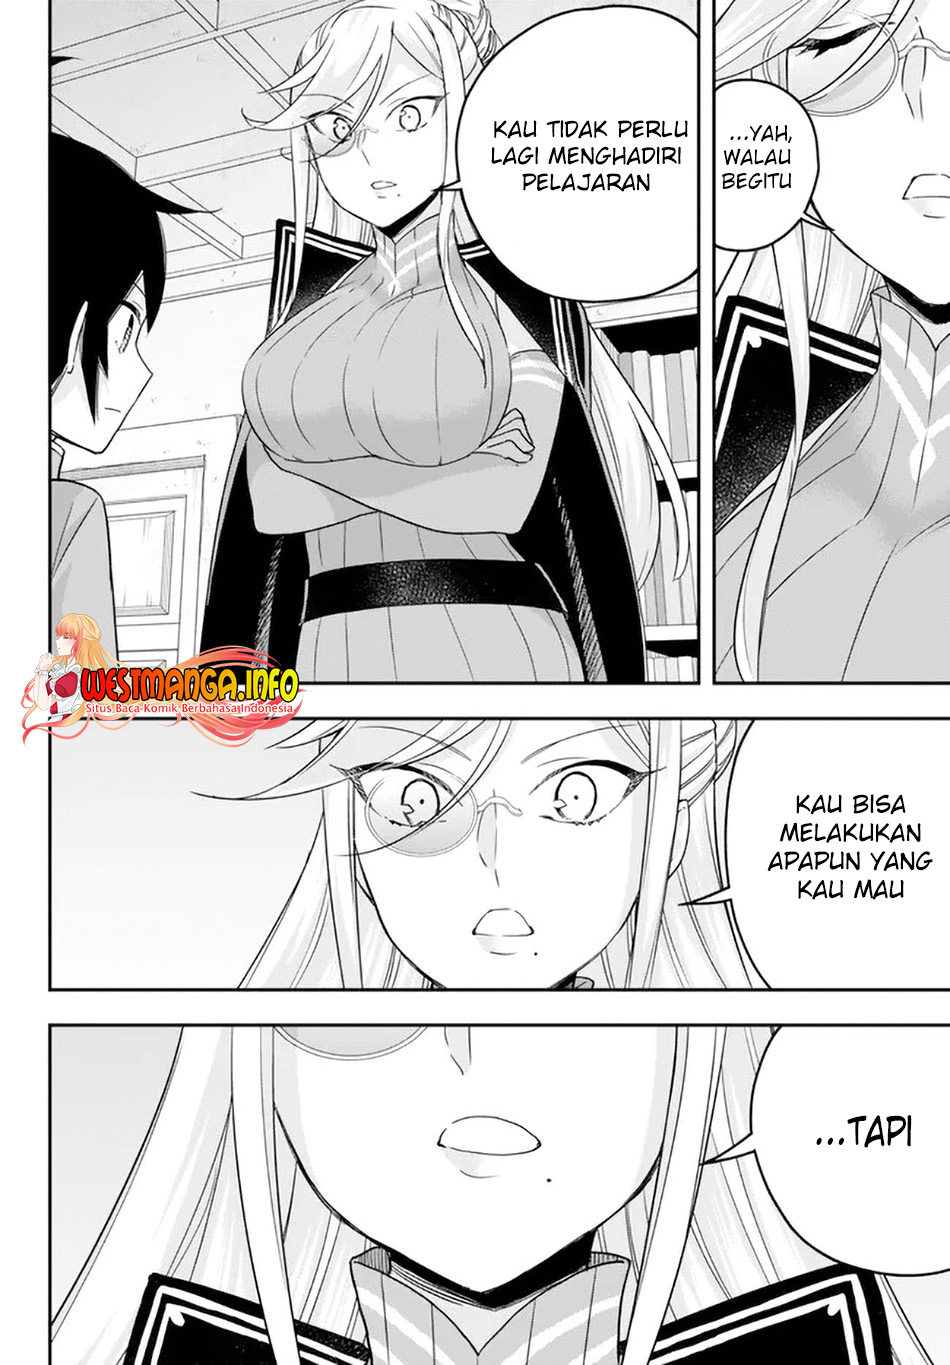 ...YAH,
WALAU
BEGITU
KAU TIDAK PERLU
LAGI MENGHADIRI
PELAJARAN
WESTMANGA.INFO
Situs Baca Komik Berbahasa Indonesia
KAU BISA
MELAKUKAN
APAPUN YANG
KAU MAU
...TAPI